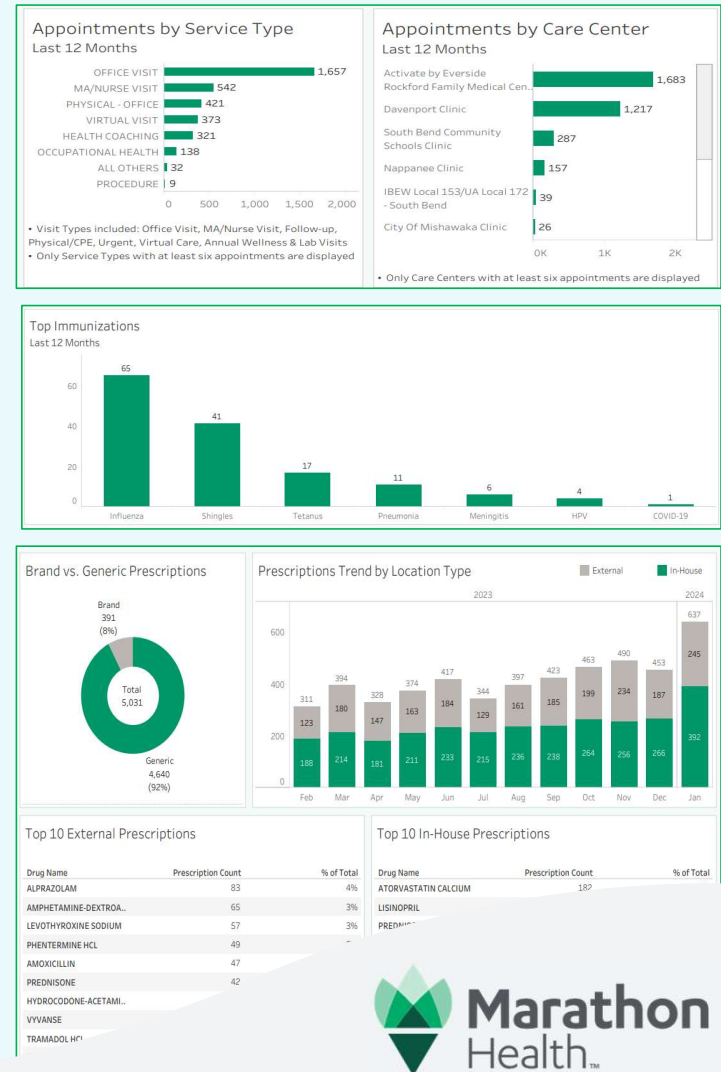 Appointments by Service Type
Last 12 Months
OFFICE VISIT 1,657
MA/NURSE VISIT 542
PHYSICAL - OFFICE 421
VIRTUAL VISIT 373
HEALTH COACHING 321
OCCUPATIONAL HEALTH 138
ALL OTHERS 32
PROCEDURE 9
0 500 1,000 1,500 2,000
• Visit Types included: Office Visit, MA/Nurse Visit, Follow-up,
Physical/CPE, Urgent, Virtual Care, Annual Wellness & Lab Visits
• Only Service Types with at least six appointments are displayed
Appointments by Care Center
Last 12 Months
Activate by Everside
Rockford Family Medical Cen.. 1,683
Davenport Clinic 1,217
South Bend Community
Schools Clinic 287
Nappanee Clinic 157
IBEW Local 153/UA Local 172
- South Bend 39
City Of Mishawaka Clinic 26
0K 1K 2K
• Only Care Centers with at least six appointments are displayed
Top Immunizations
Last 12 Months
65 41 17 11 6 4 1
60
40
20
0
Influenza Shingles Tetanus Pneumonia Meningitis HPV COVID-19
Brand vs. Generic Prescriptions
Brand
391
(8%)
Total
5,031
Generic
4,640
(92%)
Prescriptions Trend by Location Type
External In-House
2023 2024
600
400
200
0
311 394 328 374 417 344 397 423 463 490 453 637
123 180 147 163 184 129 161 185 199 234 187 245
188 214 181 211 233 215 236 238 264 256 266 392
Feb Mar Apr May Jun Jul Aug Sep Oct Nov Dec Jan
Top 10 External Prescriptions
Drug Name Prescription Count % of Total
ALPRAZOLAM 83 4%
AMPHETAMINE-DEXTROA.. 65 3%
LEVOTHYROXINE SODIUM 57 3%
PHENTERMINE HCL 49
AMOXICILLIN 47
PREDNISONE 42
HYDROCODONE-ACETAMI..
VYVANSE
TRAMADOL HCL
Top 10 In-House Prescriptions
Drug Name Prescription Count % of Total
ATORVASTATIN CALCIUM 182
LISINOPRIL
Marathon
Health™